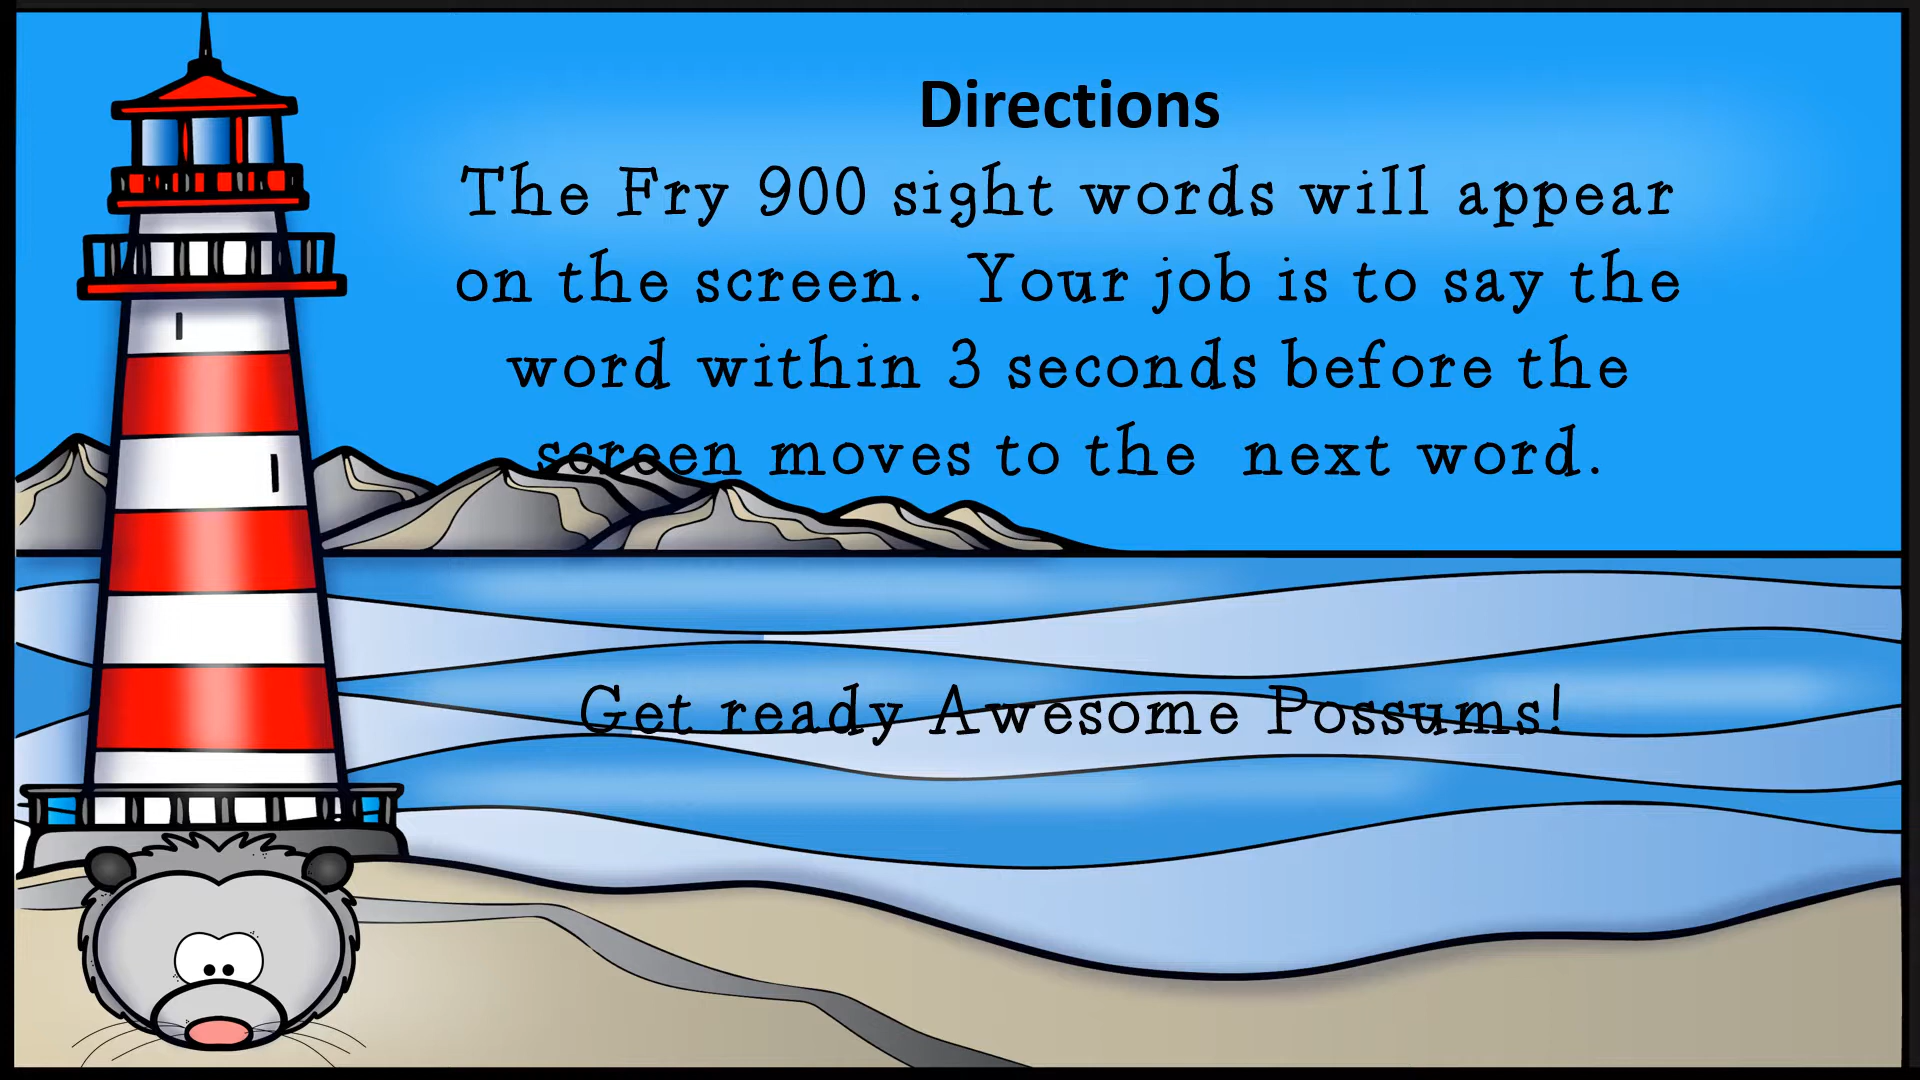 Directions
The Fry 900 sight words will appear
on the screen.  Your job is to say the
word within 3 seconds before the
screen moves to the  next word.
Get ready Awesome Possums!